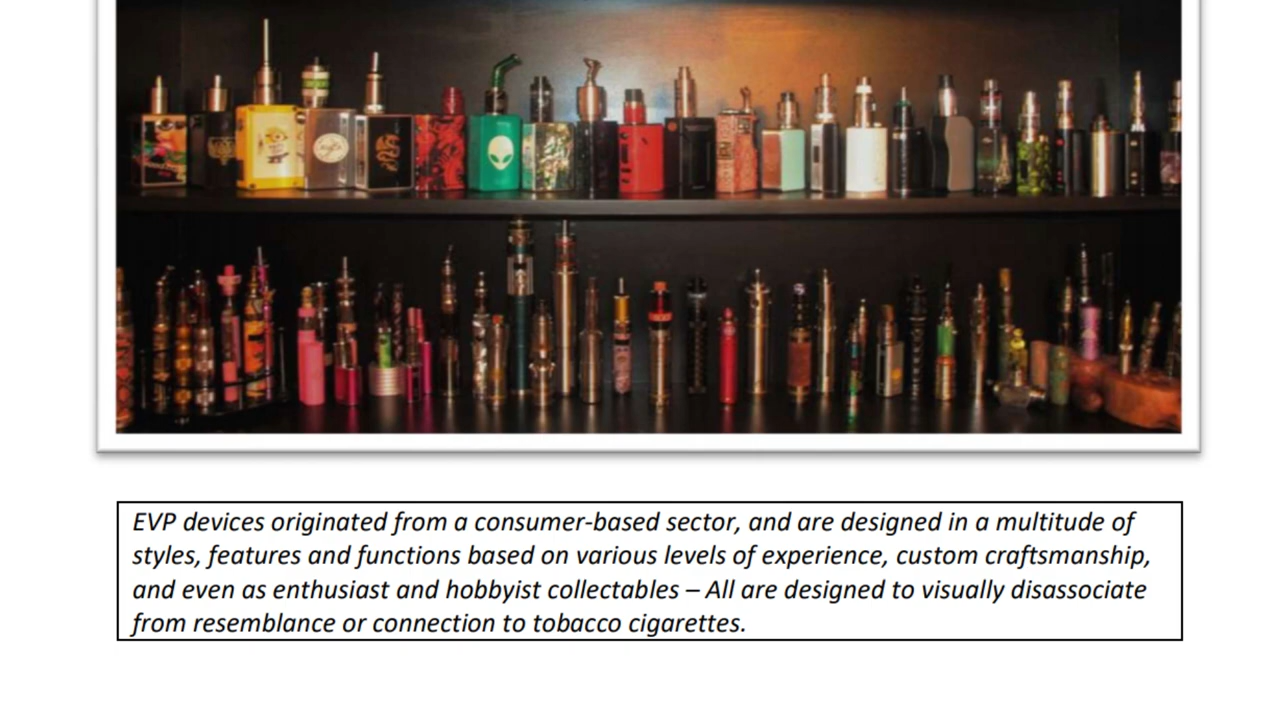 EVP devices originated from a consumer-based sector, and are designed in a multitude of
styles, features and functions based on various levels of experience, custom craftsmanship,
and even as enthusiast and hobbyist collectables – All are designed to visually disassociate
from resemblance or connection to tobacco cigarettes.